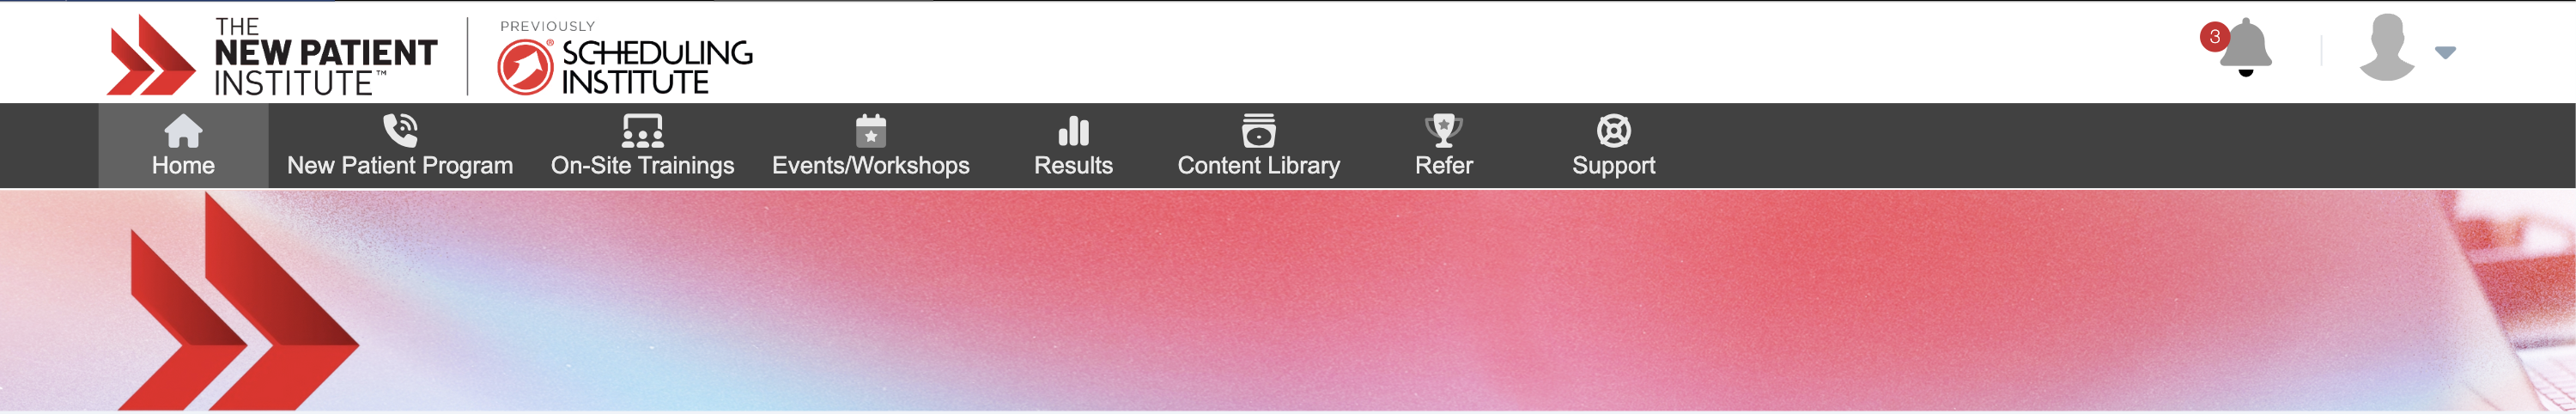 THE
NEW PATIENT
INSTITUTE™
PREVIOUSLY
® SCHEDULING
INSTITUTE
3
Home
New Patient Program
On-Site Trainings
Events/Workshops
Results
Content Library
Refer
Support